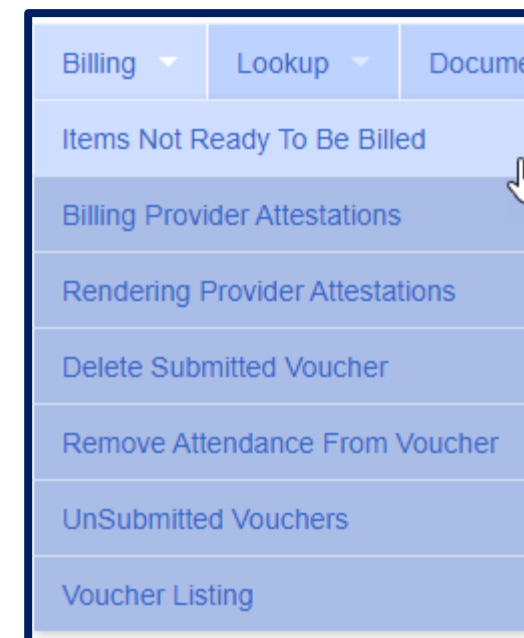 Billing Lookup Docume
Items Not Ready To Be Billed
Billing Provider Attestations
Rendering Provider Attestations
Delete Submitted Voucher
Remove Attendance From Voucher
UnSubmitted Vouchers
Voucher Listing